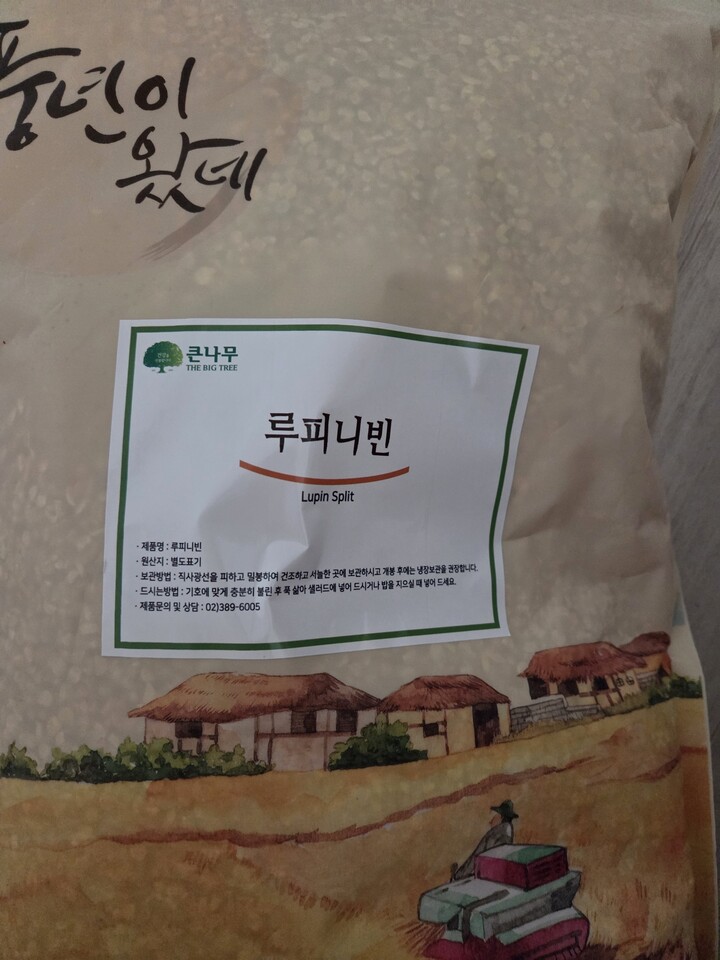 풍년이
왔네
큰나무
THE BIG TREE
루피니빈
Lupin Split
· 제품명 : 루피니빈
· 원산지 : 별도표기
· 보관방법 : 직사광선을 피하고 밀봉하여 건조하고 서늘한 곳에 보관하시고 개봉 후에는 냉장보관을 권장합니다.
· 드시는방법 : 기호에 맞게 충분히 불린 후 푹 삶아 샐러드에 넣어 드시거나 밥을 지으실 때 넣어 드세요.
· 제품문의 및 상담 : 02)389-6005